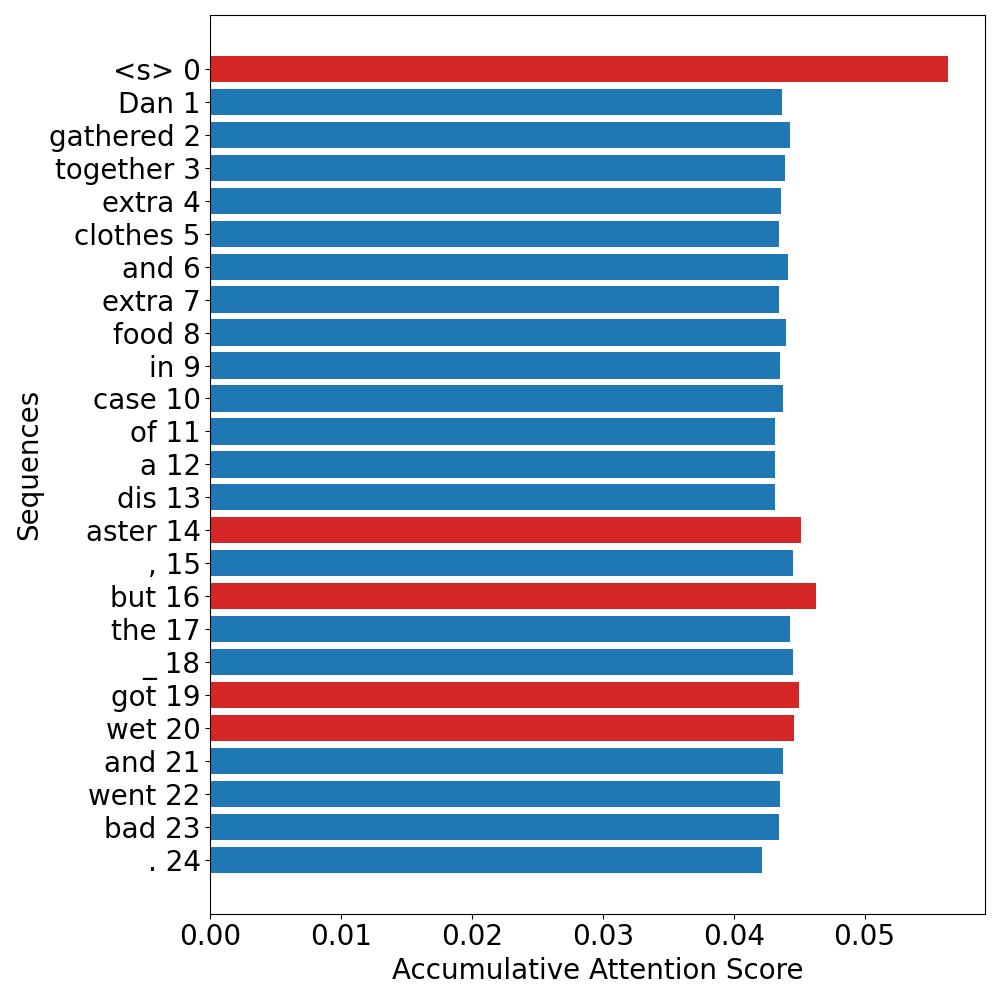 <s> 0
Dan 1
gathered 2
together 3
extra 4
clothes 5
and 6
extra 7
food 8
in 9
case 10
of 11
a 12
dis 13
aster 14
, 15
but 16
the 17
_ 18
got 19
wet 20
and 21
went 22
bad 23
. 24
Sequences
0.00 0.01 0.02 0.03 0.04 0.05
Accumulative Attention Score